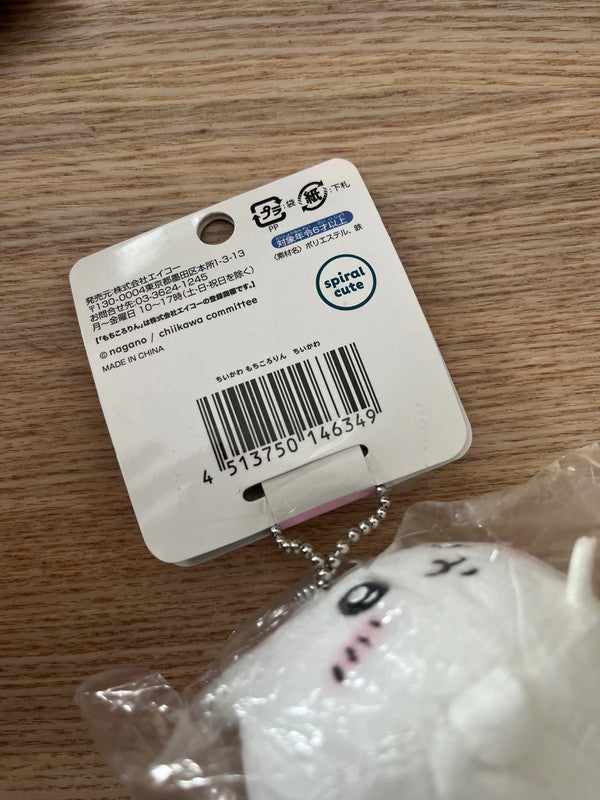 プラ
PP
:袋
紙
:下札
対象年令6才以上
〈素材名〉ポリエステル、鉄
発売元:株式会社エイコー
〒130-0004東京都墨田区本所1-3-13
お問合せ先:03-3624-1245
月〜金曜日 10〜17時(土・日・祝日を除く)
【「もちころりん」は株式会社エイコーの登録商標です。】
©nagano / chiikawa committee
MADE IN CHINA
spiral
cute
ちいかわ もちころりん ちいかわ
4 513750 146349